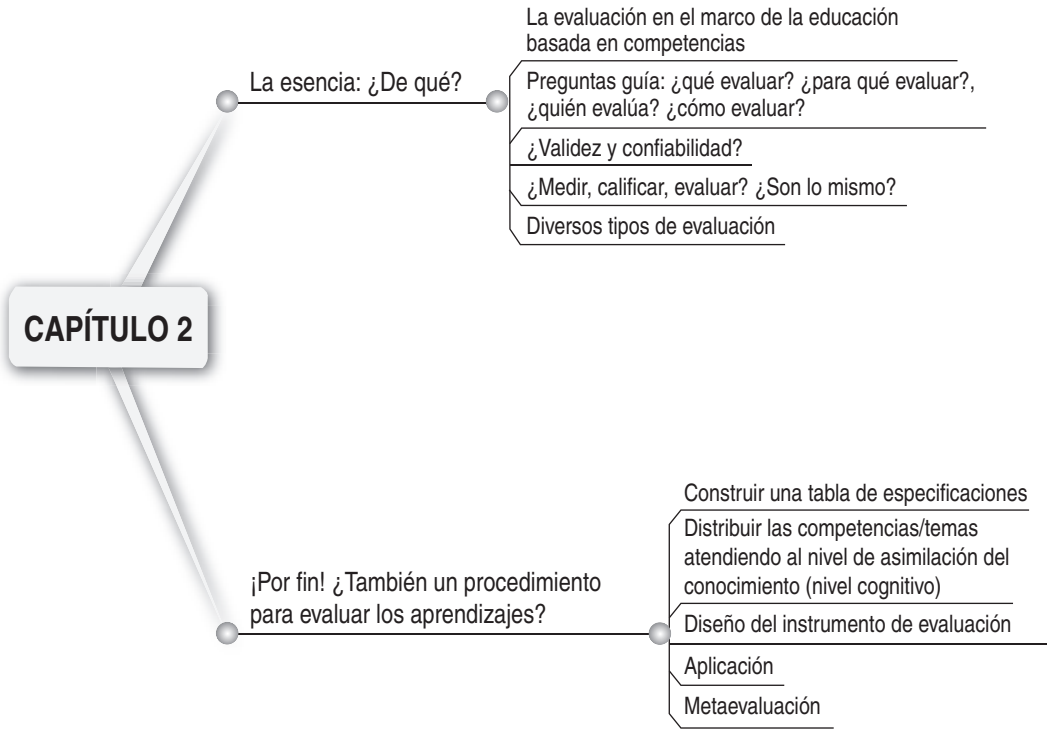 La evaluación en el marco de la educación
basada en competencias
La esencia: ¿De qué?
Preguntas guía: ¿qué evaluar? ¿para qué evaluar?,
¿quién evalúa? ¿cómo evaluar?
¿Validez y confiabilidad?
¿Medir, calificar, evaluar? ¿Son lo mismo?
Diversos tipos de evaluación
CAPÍTULO 2
¡Por fin! ¿También un procedimiento
para evaluar los aprendizajes?
Construir una tabla de especificaciones
Distribuir las competencias/temas
atendiendo al nivel de asimilación del
conocimiento (nivel cognitivo)
Diseño del instrumento de evaluación
Aplicación
Metaevaluación